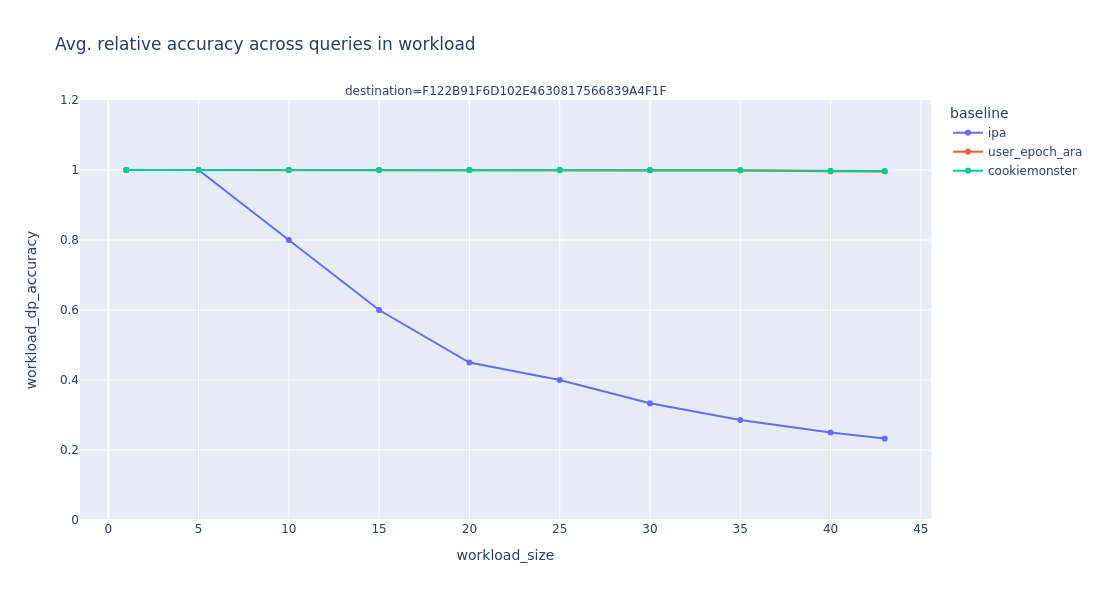 Avg. relative accuracy across queries in workload
destination=F122B91F6D102E4630817566839A4F1F
baseline
ipa
user_epoch_ara
cookiemonster
workload_dp_accuracy
1.2
1
0.8
0.6
0.4
0.2
0
0 5 10 15 20 25 30 35 40 45
workload_size